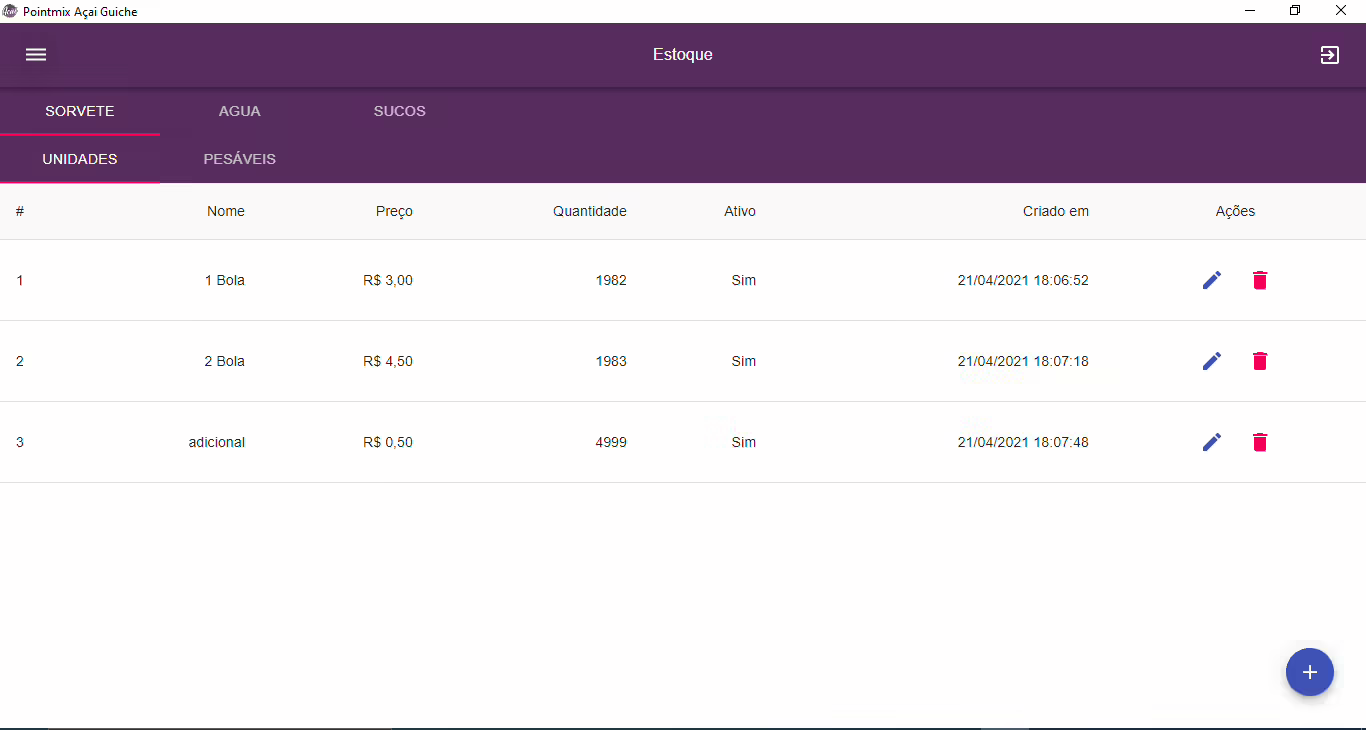 Pointmix Açai Guiche
Estoque
SORVETE AGUA SUCOS
UNIDADES PESÁVEIS
# Nome Preço Quantidade Ativo Criado em Ações
1 1 Bola R$ 3,00 1982 Sim 21/04/2021 18:06:52
2 2 Bola R$ 4,50 1983 Sim 21/04/2021 18:07:18
3 adicional R$ 0,50 4999 Sim 21/04/2021 18:07:48